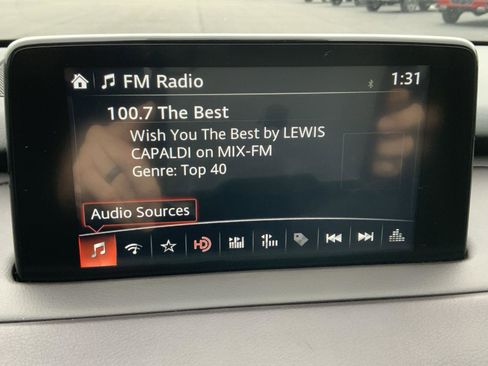 FM Radio
1:31
100.7 The Best
Wish You The Best by LEWIS
CAPALDI on MIX-FM
Genre: Top 40
Audio Sources
HD